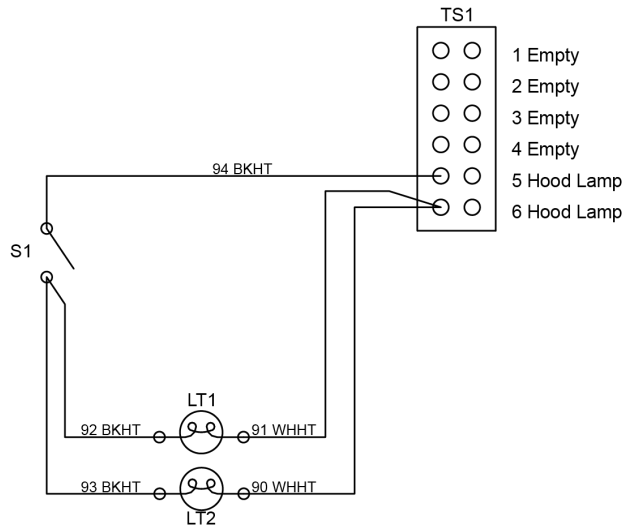 TS1
1 Empty
2 Empty
3 Empty
4 Empty
94 BKHT
5 Hood Lamp
6 Hood Lamp
S1
LT1
92 BKHT
91 WHHT
93 BKHT
90 WHHT
LT2